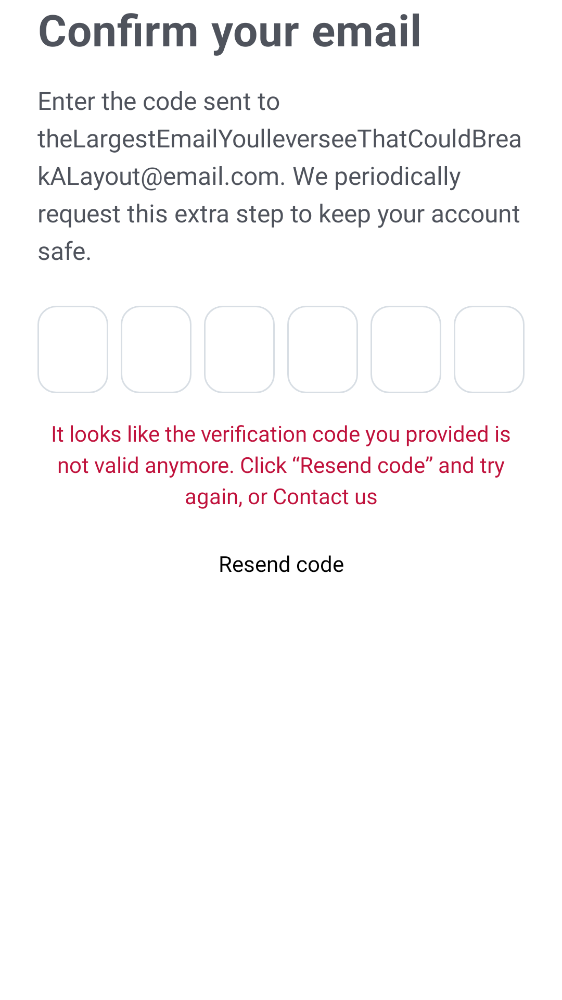 Confirm your email
Enter the code sent to
theLargestEmailYoulleverseeThatCouldBrea
kALayout@email.com. We periodically
request this extra step to keep your account
safe.
It looks like the verification code you provided is
not valid anymore. Click “Resend code” and try
again, or Contact us
Resend code